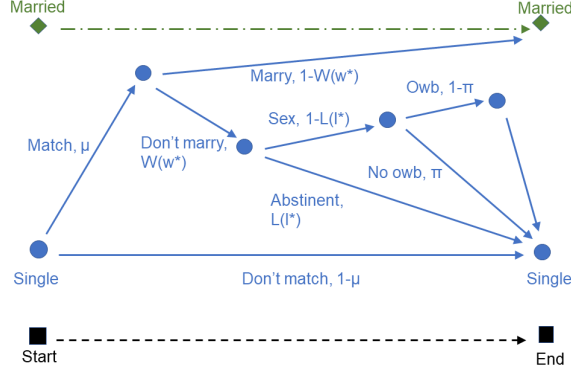 Married
Married
Marry, 1-W(w*)
Owb, 1-π
Sex, 1-L(l*)
Match, μ
Don't marry,
W(w*)
No owb, π
Abstinent,
L(l*)
Single
Single
Don't match, 1-μ
Start
End